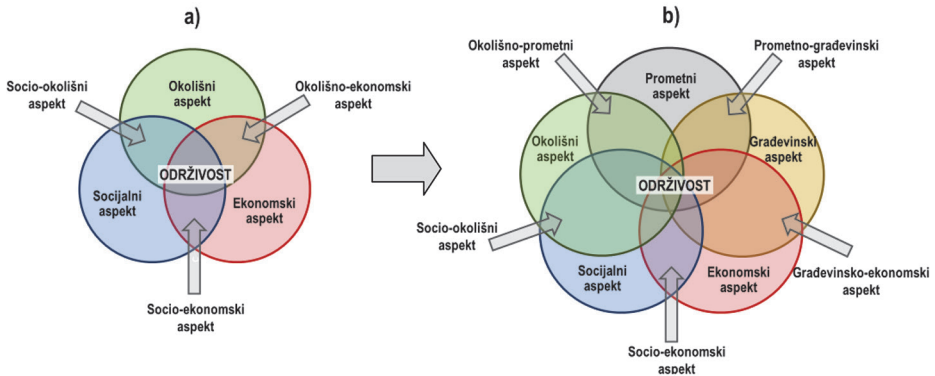 a)
Okolišni
aspekt
Socio-okolišni
aspekt
Okolišno-ekonomski
aspekt
ODRŽIVOST
Socijalni
aspekt
Ekonomski
aspekt
Socio-ekonomski
aspekt
b)
Okolišno-prometni
aspekt
Prometno-građevinski
aspekt
Prometni
aspekt
Okolišni
aspekt
Građevinski
aspekt
ODRŽIVOST
Socio-okolišni
aspekt
Socijalni
aspekt
Ekonomski
aspekt
Građevinsko-ekonomski
aspekt
Socio-ekonomski
aspekt